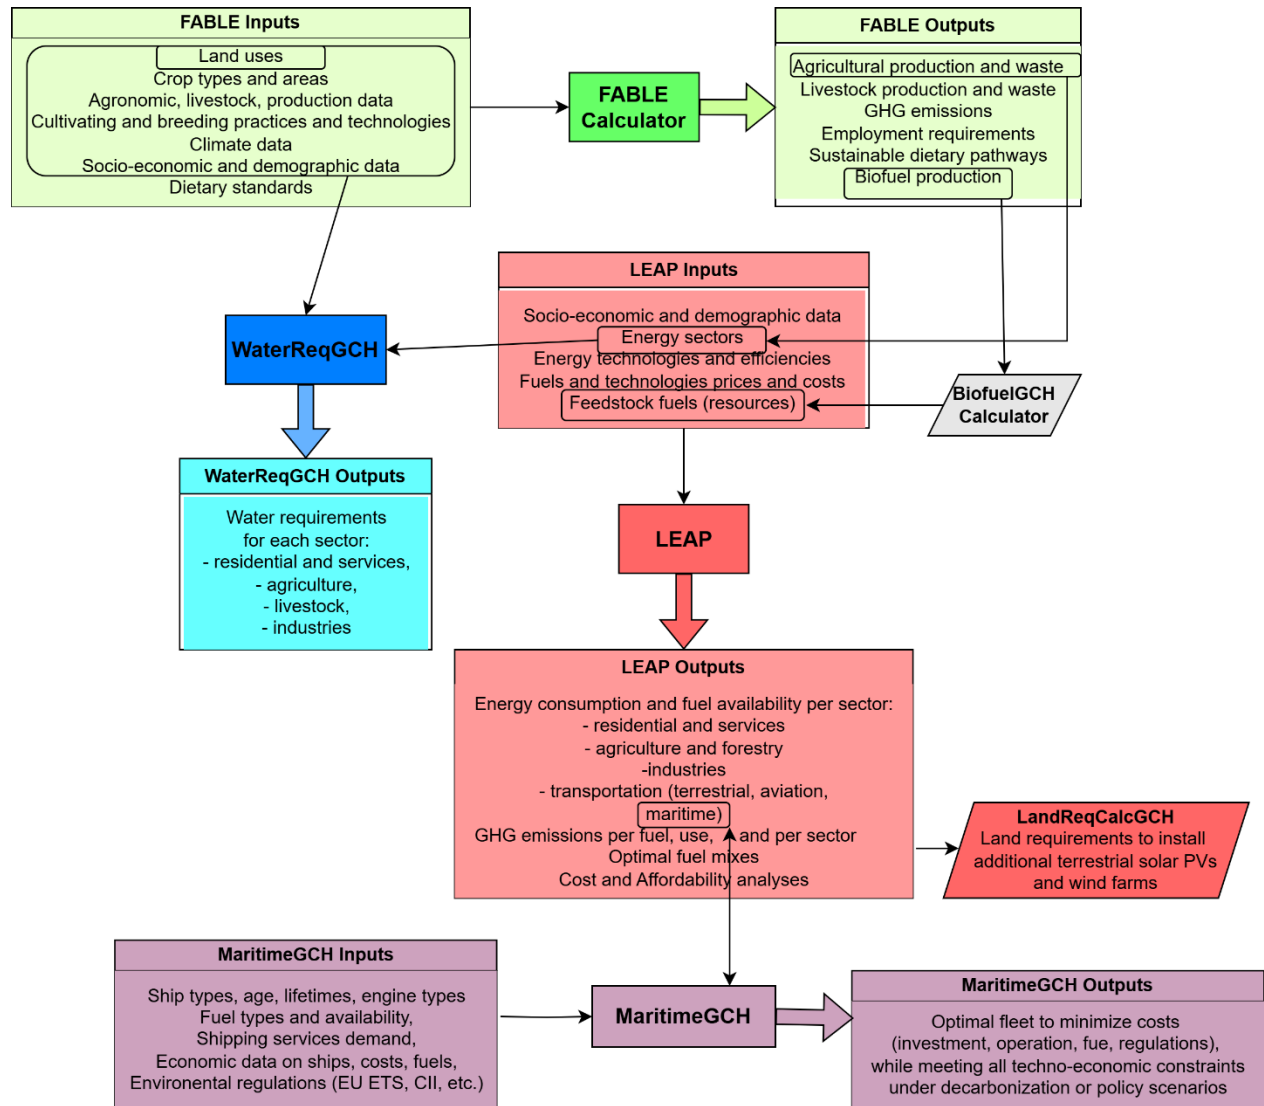 FABLE Inputs
Land uses
Crop types and areas
Agronomic, livestock, production data
Cultivating and breeding practices and technologies
Climate data
Socio-economic and demographic data
Dietary standards
FABLE
Calculator
FABLE Outputs
Agricultural production and waste
Livestock production and waste
GHG emissions
Employment requirements
Sustainable dietary pathways
Biofuel production
LEAP Inputs
Socio-economic and demographic data
Energy sectors
Energy technologies and efficiencies
Fuels and technologies prices and costs
Feedstock fuels (resources)
WaterReqGCH
BiofuelGCH
Calculator
WaterReqGCH Outputs
Water requirements
for each sector:
- residential and services,
- agriculture,
- livestock,
- industries
LEAP
LEAP Outputs
Energy consumption and fuel availability per sector:
- residential and services
- agriculture and forestry
-industries
- transportation (terrestrial, aviation,
maritime)
GHG emissions per fuel, use, and per sector
Optimal fuel mixes
Cost and Affordability analyses
LandReqCalcGCH
Land requirements to install
additional terrestrial solar PVs
and wind farms
MaritimeGCH Inputs
Ship types, age, lifetimes, engine types
Fuel types and availability,
Shipping services demand,
Economic data on ships, costs, fuels,
Environental regulations (EU ETS, CII, etc.)
MaritimeGCH
MaritimeGCH Outputs
Optimal fleet to minimize costs
(investment, operation, fue, regulations),
while meeting all techno-economic constraints
under decarbonization or policy scenarios